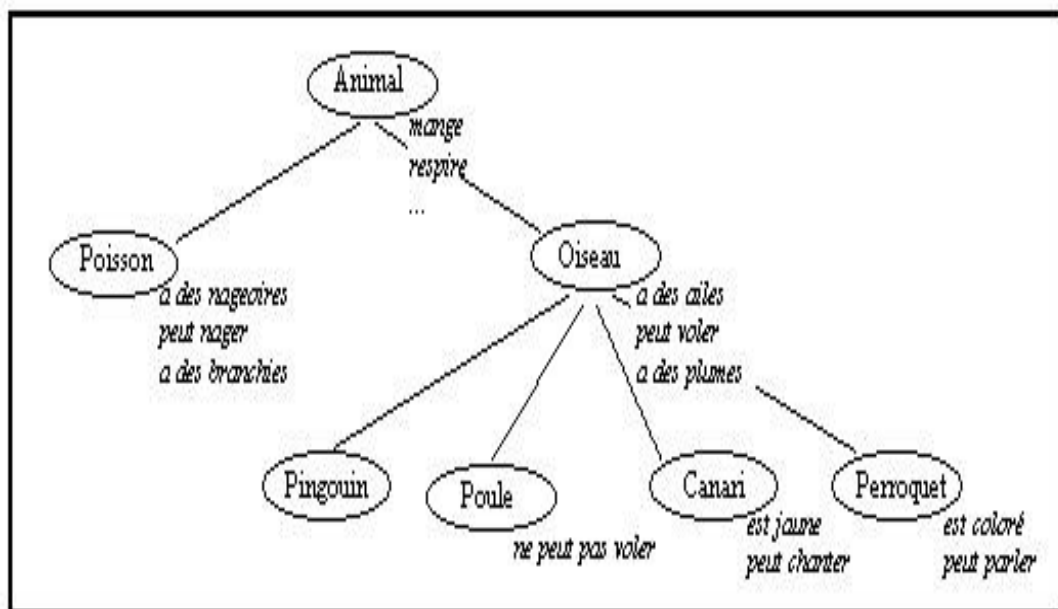 Animal
mange
respire
...
Poisson
a des nageoires
peut nager
a des branchies
Oiseau
a des ailes
peut voler
a des plumes
Pingouin
Poule
ne peut pas voler
Canari
est jaune
peut chanter
Perroquet
est coloré
peut parler